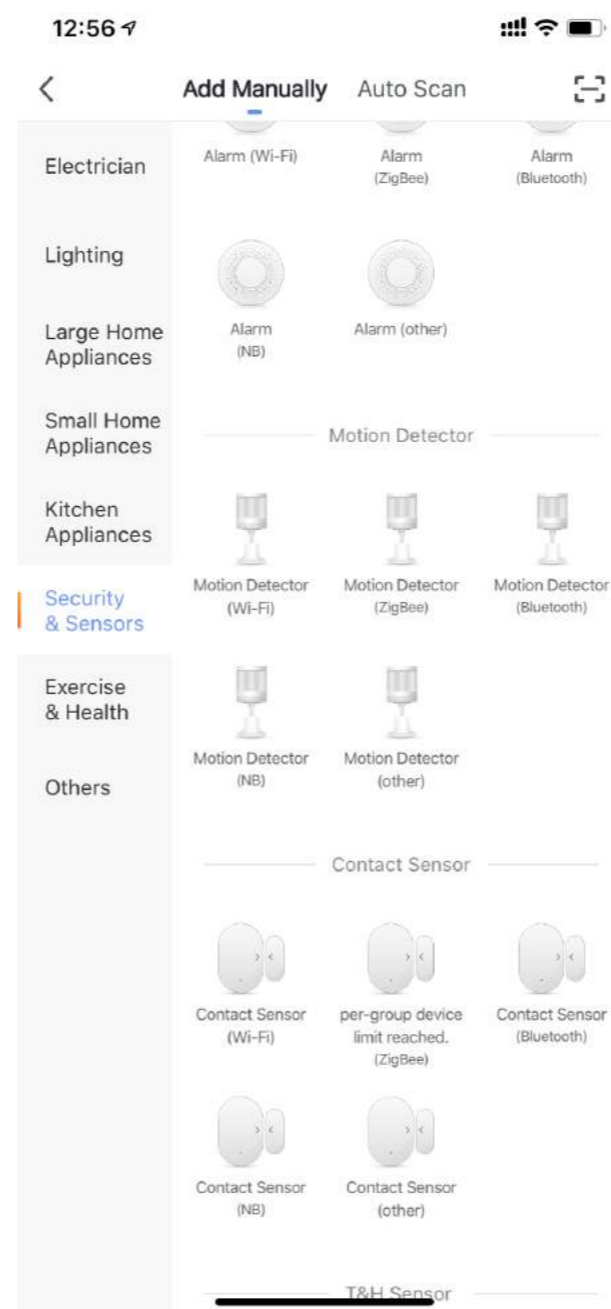 12:56
Add Manually Auto Scan
Electrician
Lighting
Large Home
Appliances
Small Home
Appliances
Kitchen
Appliances
Security
& Sensors
Exercise
& Health
Others
Alarm (Wi-Fi)
Alarm
(ZigBee)
Alarm
(Bluetooth)
Alarm
(NB)
Alarm (other)
Motion Detector
Motion Detector
(Wi-Fi)
Motion Detector
(ZigBee)
Motion Detector
(Bluetooth)
Motion Detector
(NB)
Motion Detector
(other)
Contact Sensor
Contact Sensor
(Wi-Fi)
per-group device
limit reached.
(ZigBee)
Contact Sensor
(Bluetooth)
Contact Sensor
(NB)
Contact Sensor
(other)
T&H Sensor